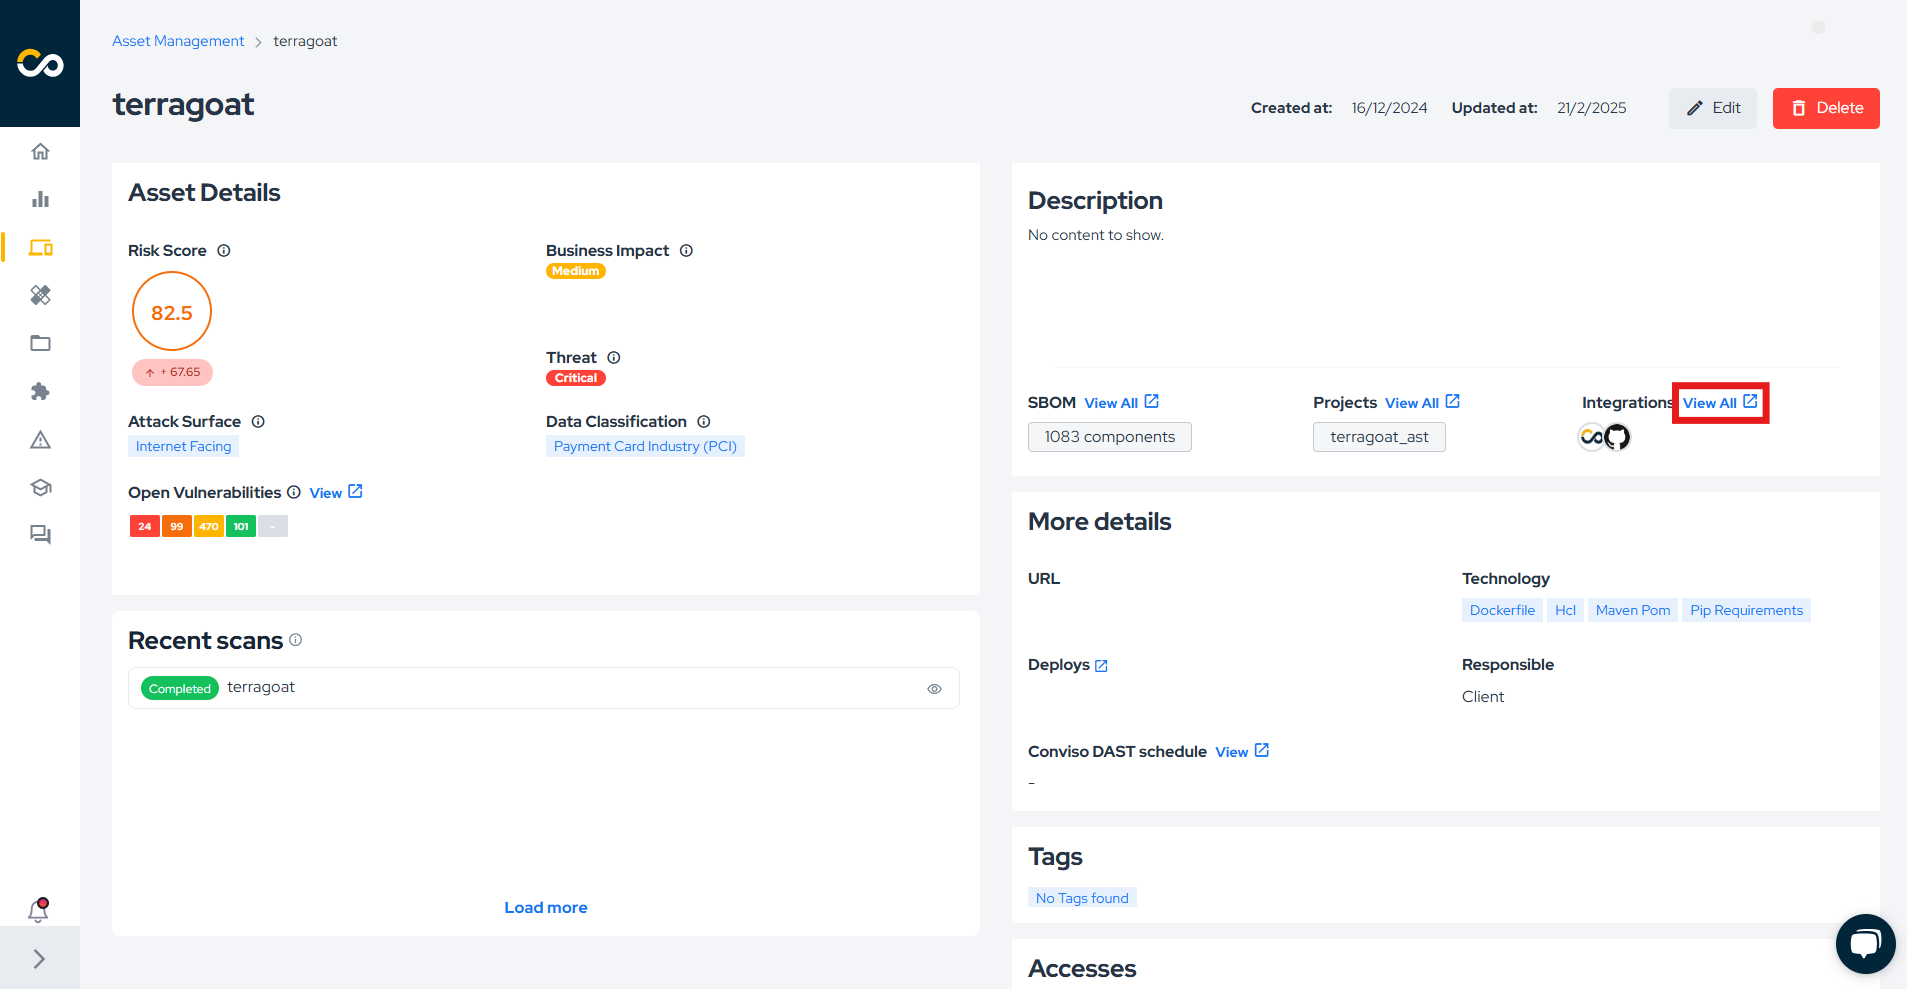 Asset Management > terragoat
terragoat
Created at: 16/12/2024 Updated at: 21/2/2025 Edit Delete
Asset Details
Risk Score
82.5
+ 67.65
Business Impact
Medium
Threat
Critical
Attack Surface
Internet Facing
Data Classification
Payment Card Industry (PCI)
Open Vulnerabilities View
24 99 470 101 -
Recent scans
Completed terragoat
Load more
Description
No content to show.
SBOM View All
1083 components
Projects View All
terragoat_ast
Integrations View All
More details
URL
Technology
Dockerfile Hcl Maven Pom Pip Requirements
Deploys
Responsible
Client
Conviso DAST schedule View
-
Tags
No Tags found
Accesses